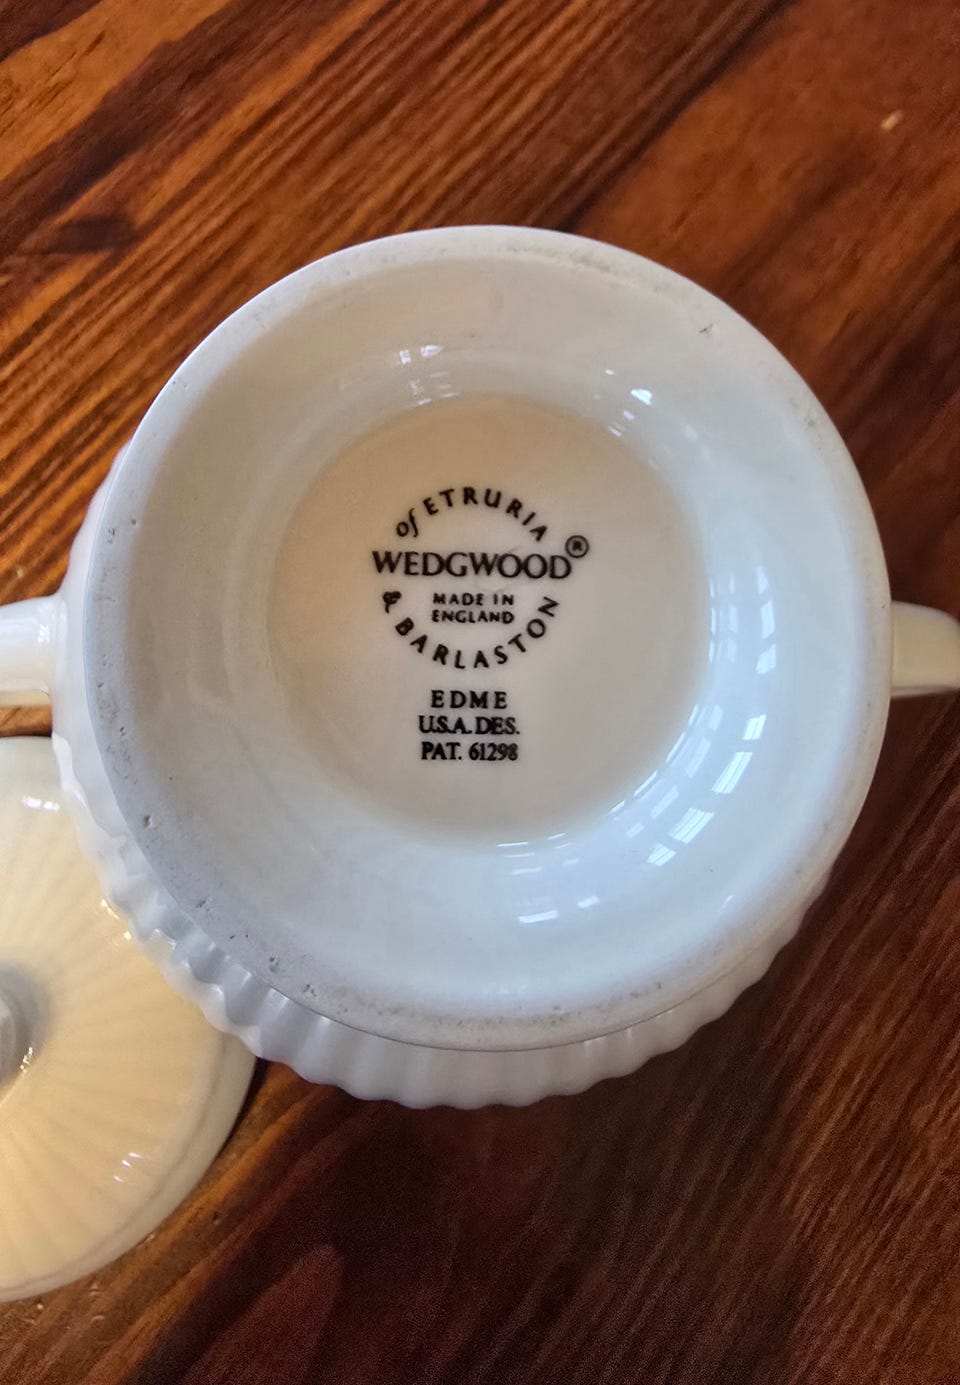 of ETRURIA
WEDGWOOD®
MADE IN
ENGLAND
& BARLASTON
EDME
U.S.A. DES.
PAT. 61298